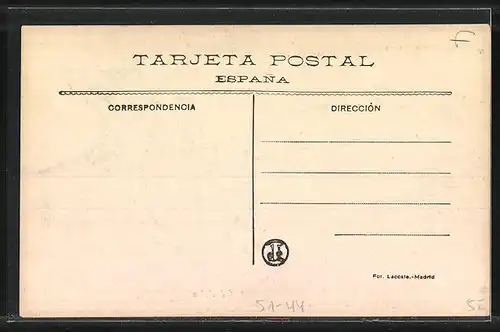 TARJETA POSTAL
ESPAÑA
CORRESPONDENCIA
DIRECCIÓN
Fot. Lacoste.-Madrid
51-44